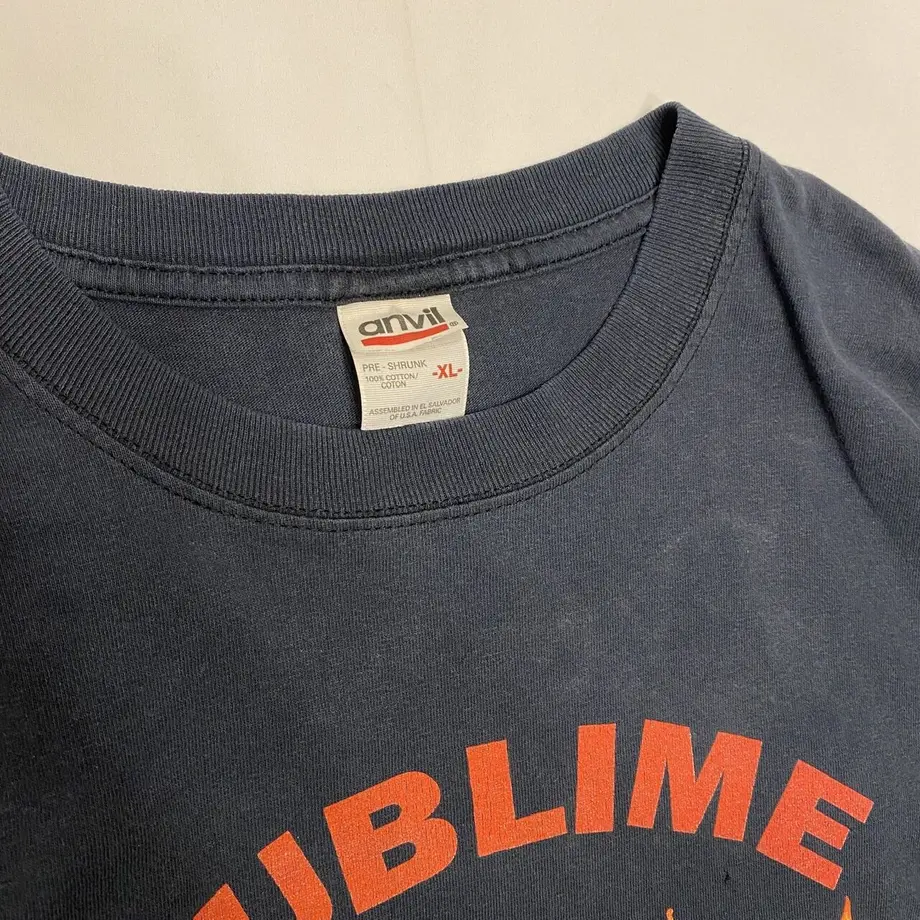 anvil®
PRE-SHRUNK
100% COTTON/
COTON
-XL-
ASSEMBLED IN EL SALVADOR
OF U.S.A. FABRIC
UBLIME